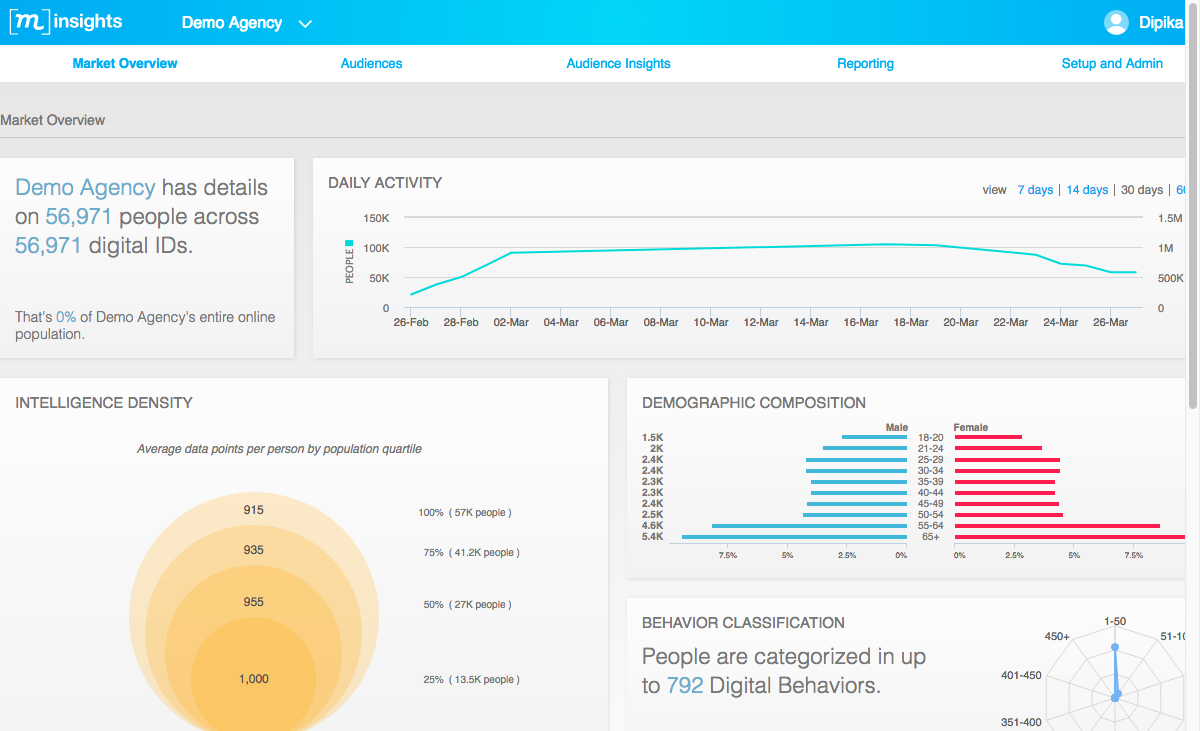 [m] insights
Demo Agency
Dipika
Market Overview
Audiences
Audience Insights
Reporting
Setup and Admin
Market Overview
Demo Agency has details
on 56,971 people across
56,971 digital IDs.
That's 0% of Demo Agency's entire online
population.
DAILY ACTIVITY
view 7 days | 14 days | 30 days | 60
150K
1.5M
100K
1M
50K
500K
0
0
PEOPLE
26-Feb 28-Feb 02-Mar 04-Mar 06-Mar 08-Mar 10-Mar 12-Mar 14-Mar 16-Mar 18-Mar 20-Mar 22-Mar 24-Mar 26-Mar
INTELLIGENCE DENSITY
Average data points per person by population quartile
915
100% ( 57K people )
935
75% ( 41.2K people )
955
50% ( 27K people )
1,000
25% ( 13.5K people )
DEMOGRAPHIC COMPOSITION
Male Female
1.5K 18-20
2K 21-24
2.4K 25-29
2.4K 30-34
2.3K 35-39
2.3K 40-44
2.4K 45-49
2.5K 50-54
4.6K 55-64
5.4K 65+
7.5% 5% 2.5% 0% 0% 2.5% 5% 7.5%
BEHAVIOR CLASSIFICATION
People are categorized in up
to 792 Digital Behaviors.
1-50
450+
51-10
401-450
351-400